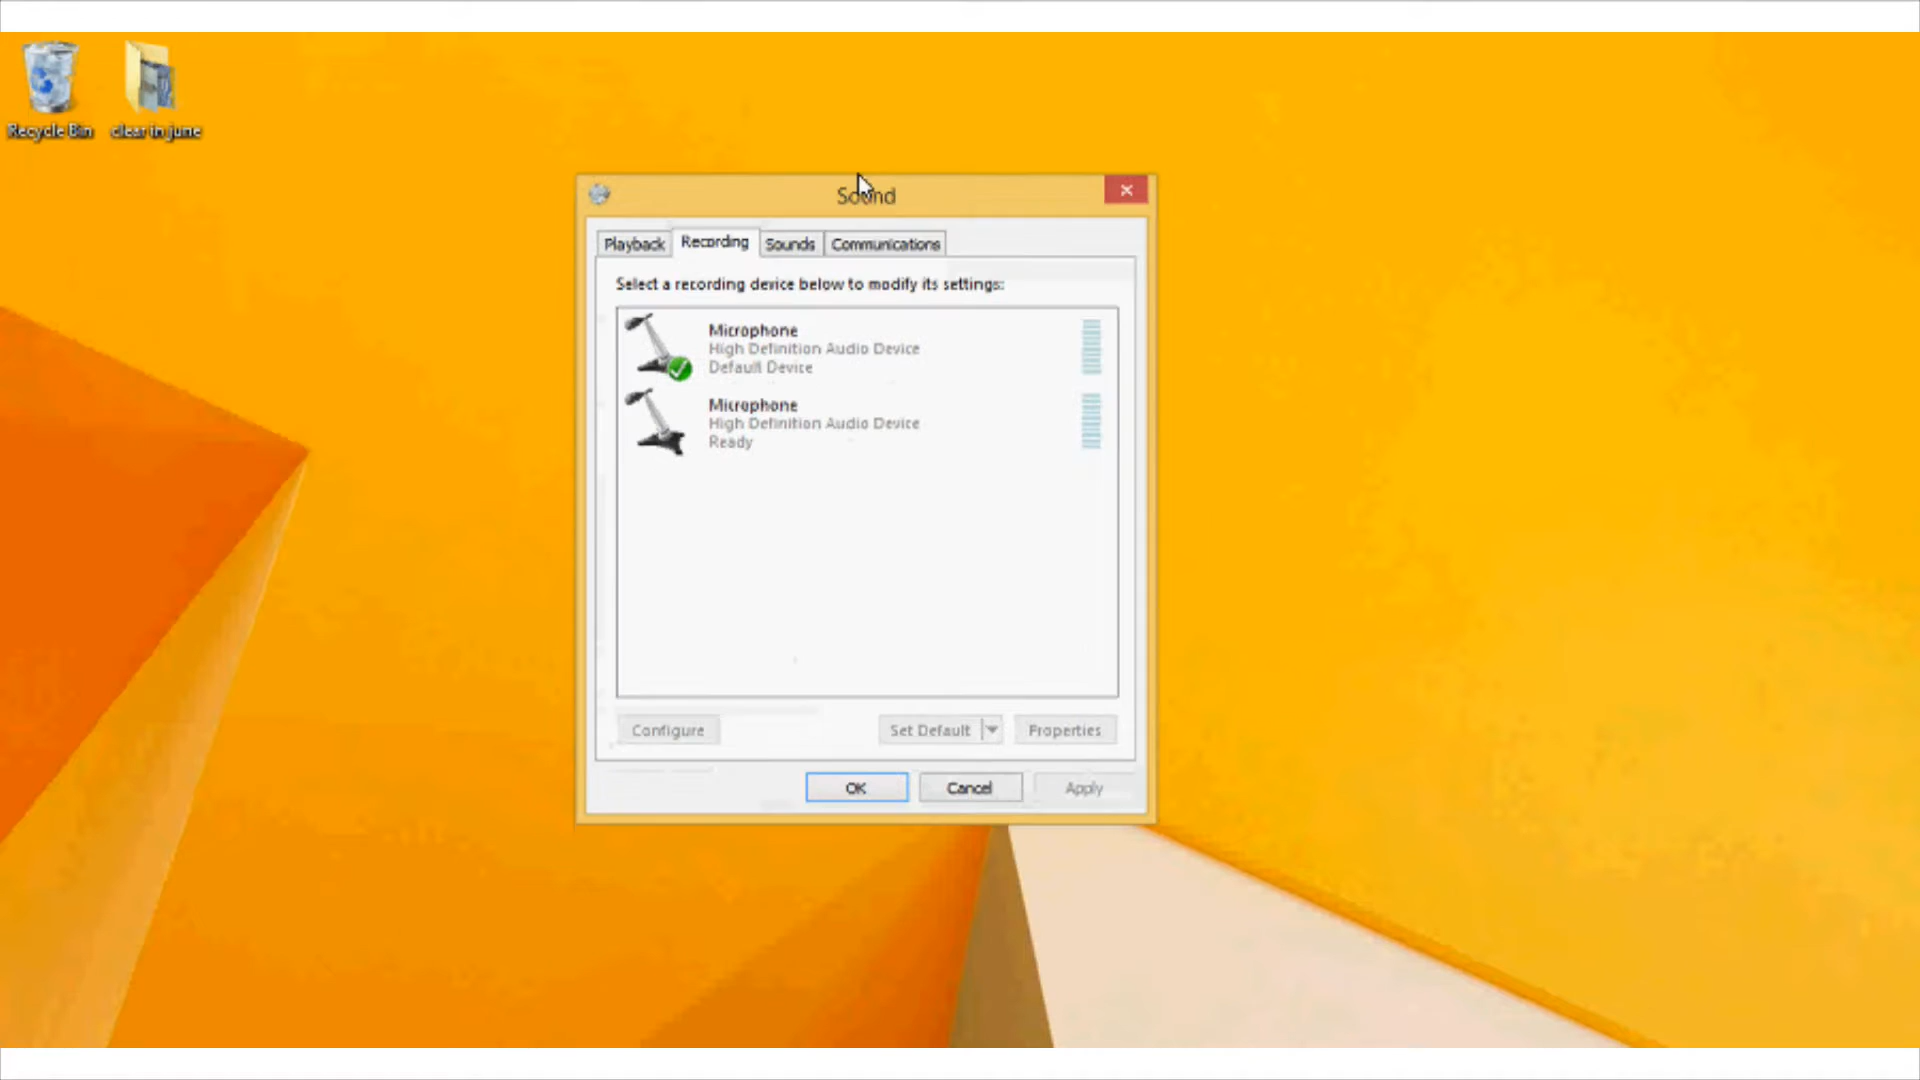 Recycle Bin
clear in june
Sound
Playback
Recording
Sounds
Communications
Select a recording device below to modify its settings:
Microphone
High Definition Audio Device
Default Device
Microphone
High Definition Audio Device
Ready
Configure
Set Default
Properties
OK
Cancel
Apply